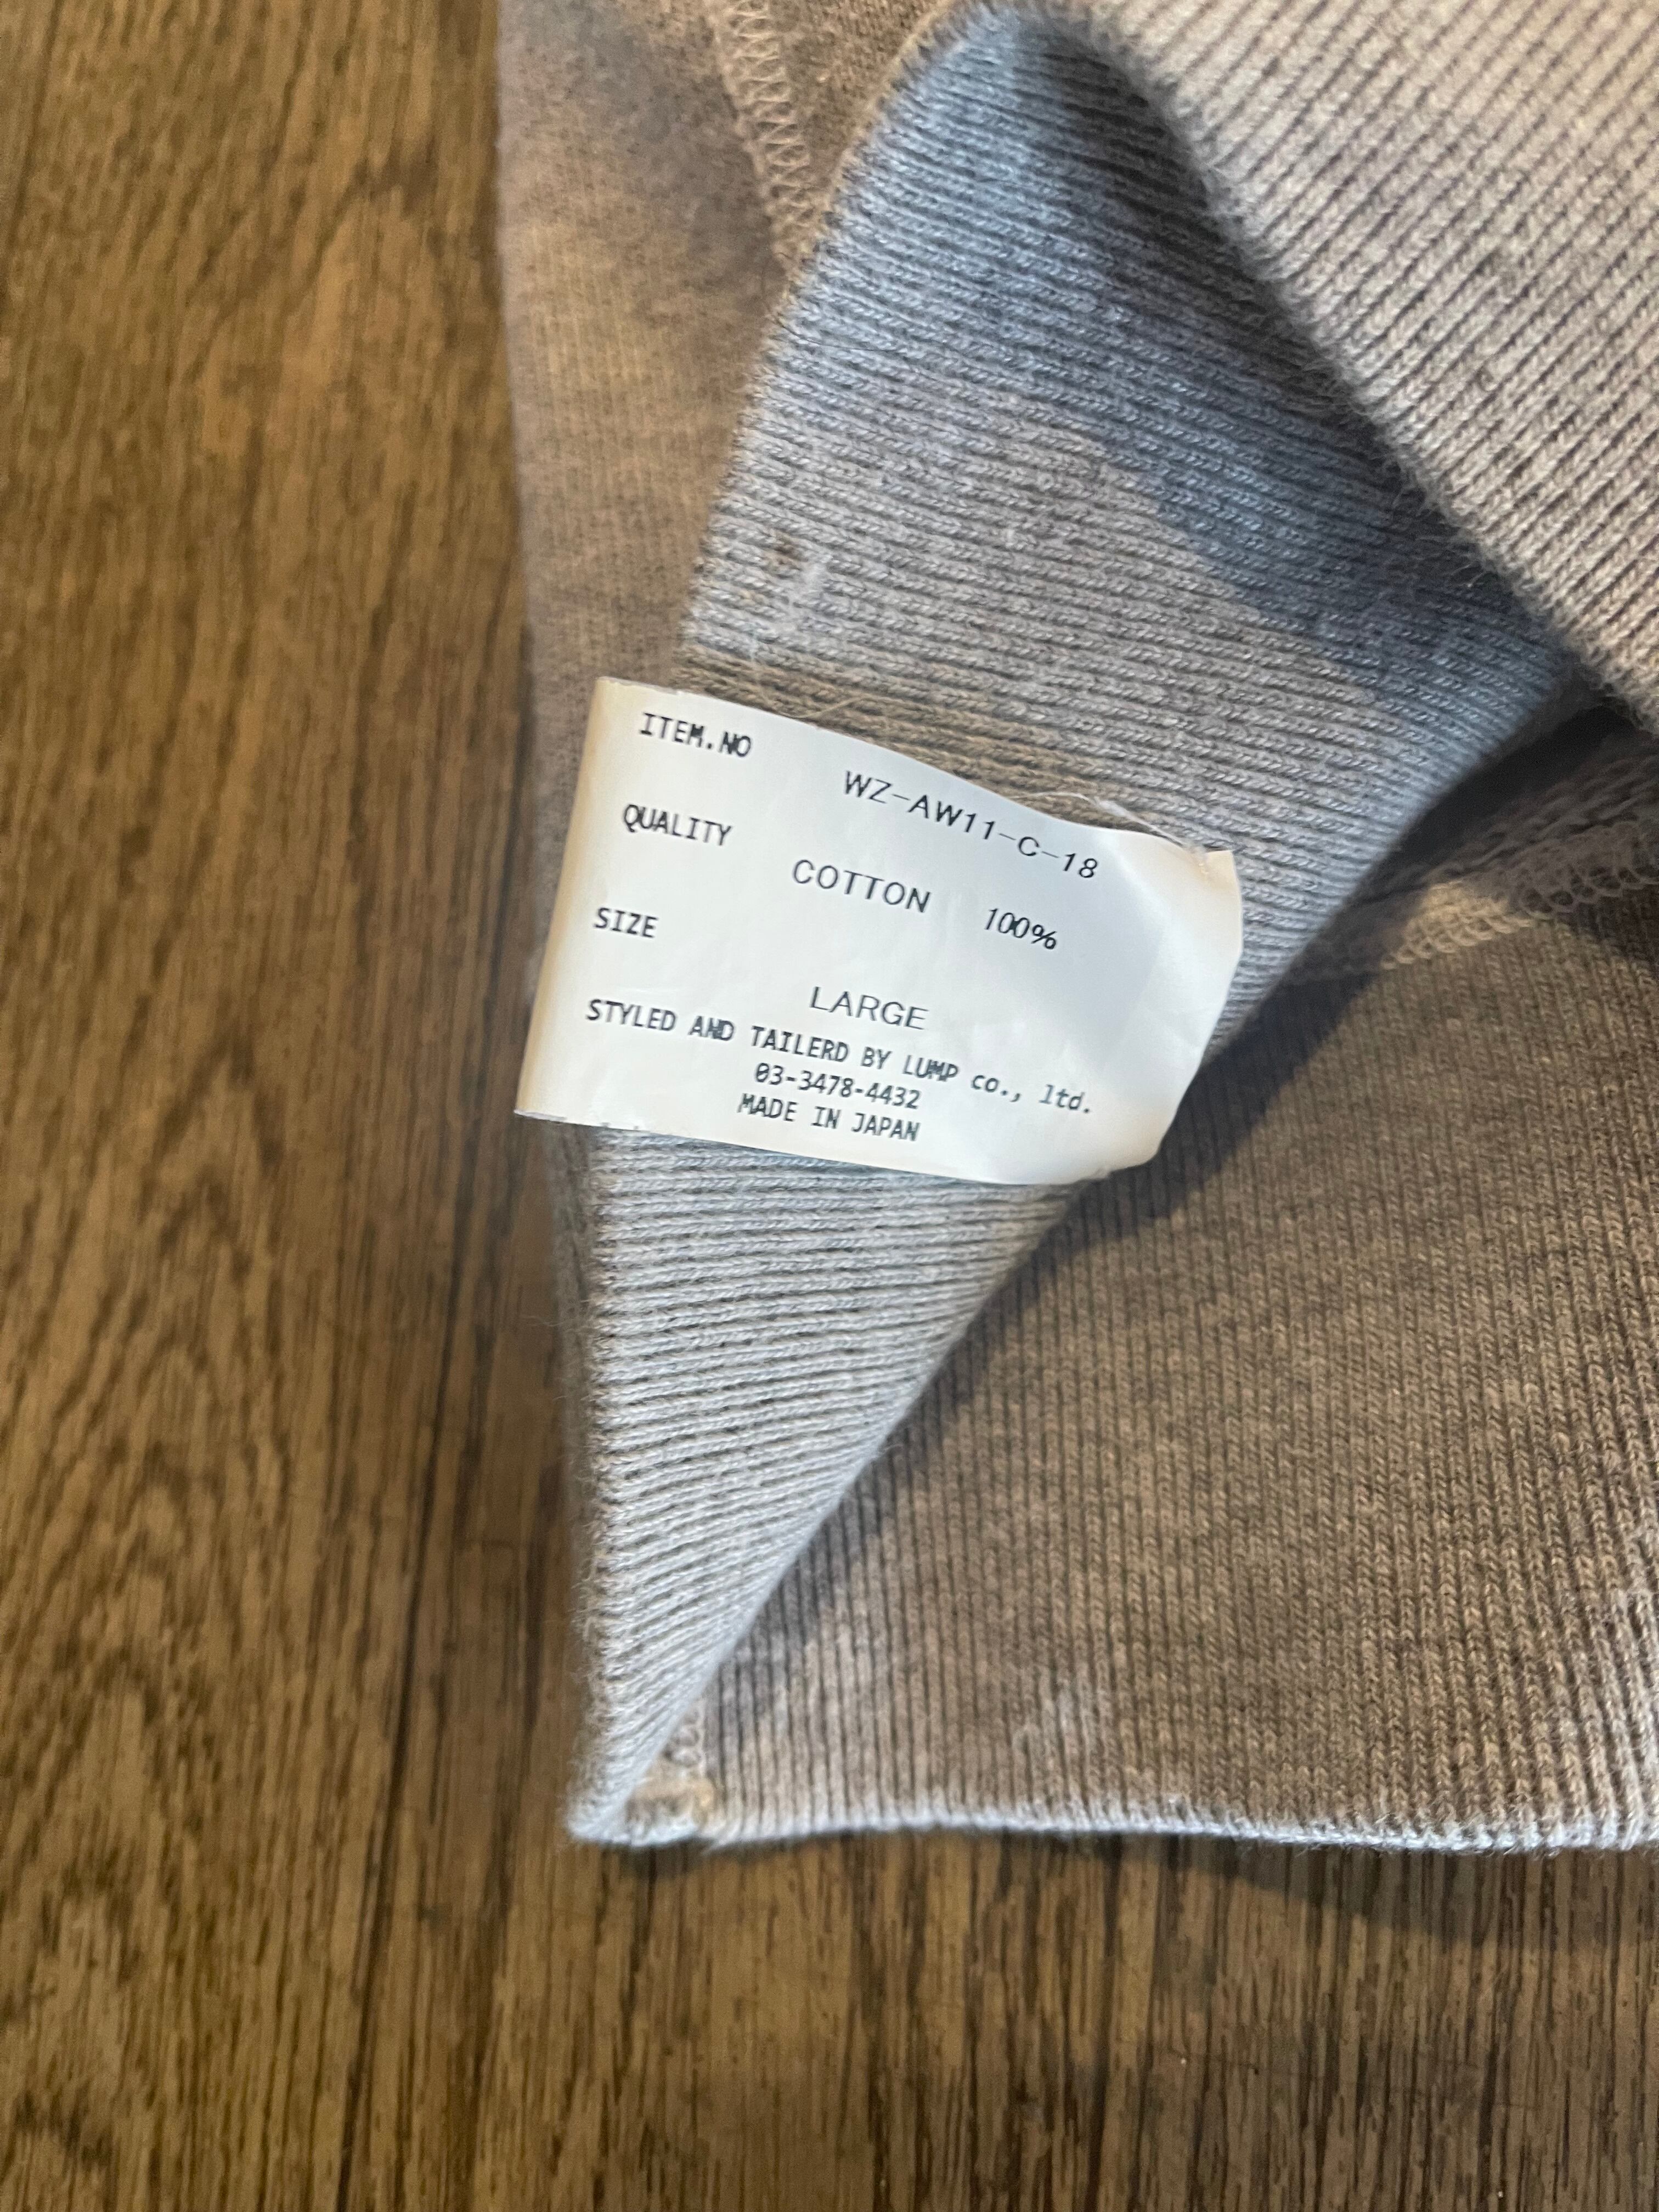 ITEM.NO
WZ-AW11-C-18
QUALITY
COTTON 100%
SIZE
LARGE
STYLED AND TAILERD BY LUMP co., ltd.
03-3478-4432
MADE IN JAPAN